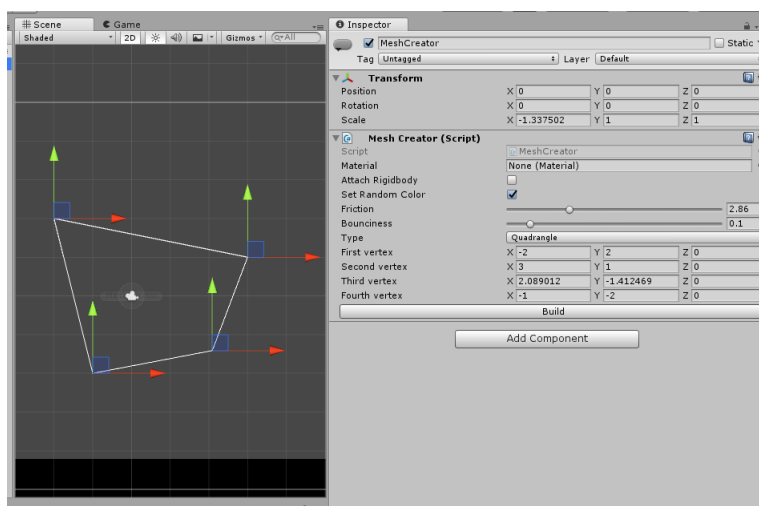 Scene Game Inspector
Shaded 2D Gizmos All
MeshCreator Static
Tag Untagged Layer Default
Transform
Position X 0 Y 0 Z 0
Rotation X 0 Y 0 Z 0
Scale X -1.337502 Y 1 Z 1
Mesh Creator (Script)
Script MeshCreator
Material None (Material)
Attach Rigidbody
Set Random Color
Friction 2.86
Bounciness 0.1
Type Quadrangle
First vertex X -2 Y 2 Z 0
Second vertex X 3 Y 1 Z 0
Third vertex X 2.089012 Y -1.412469 Z 0
Fourth vertex X -1 Y -2 Z 0
Build
Add Component